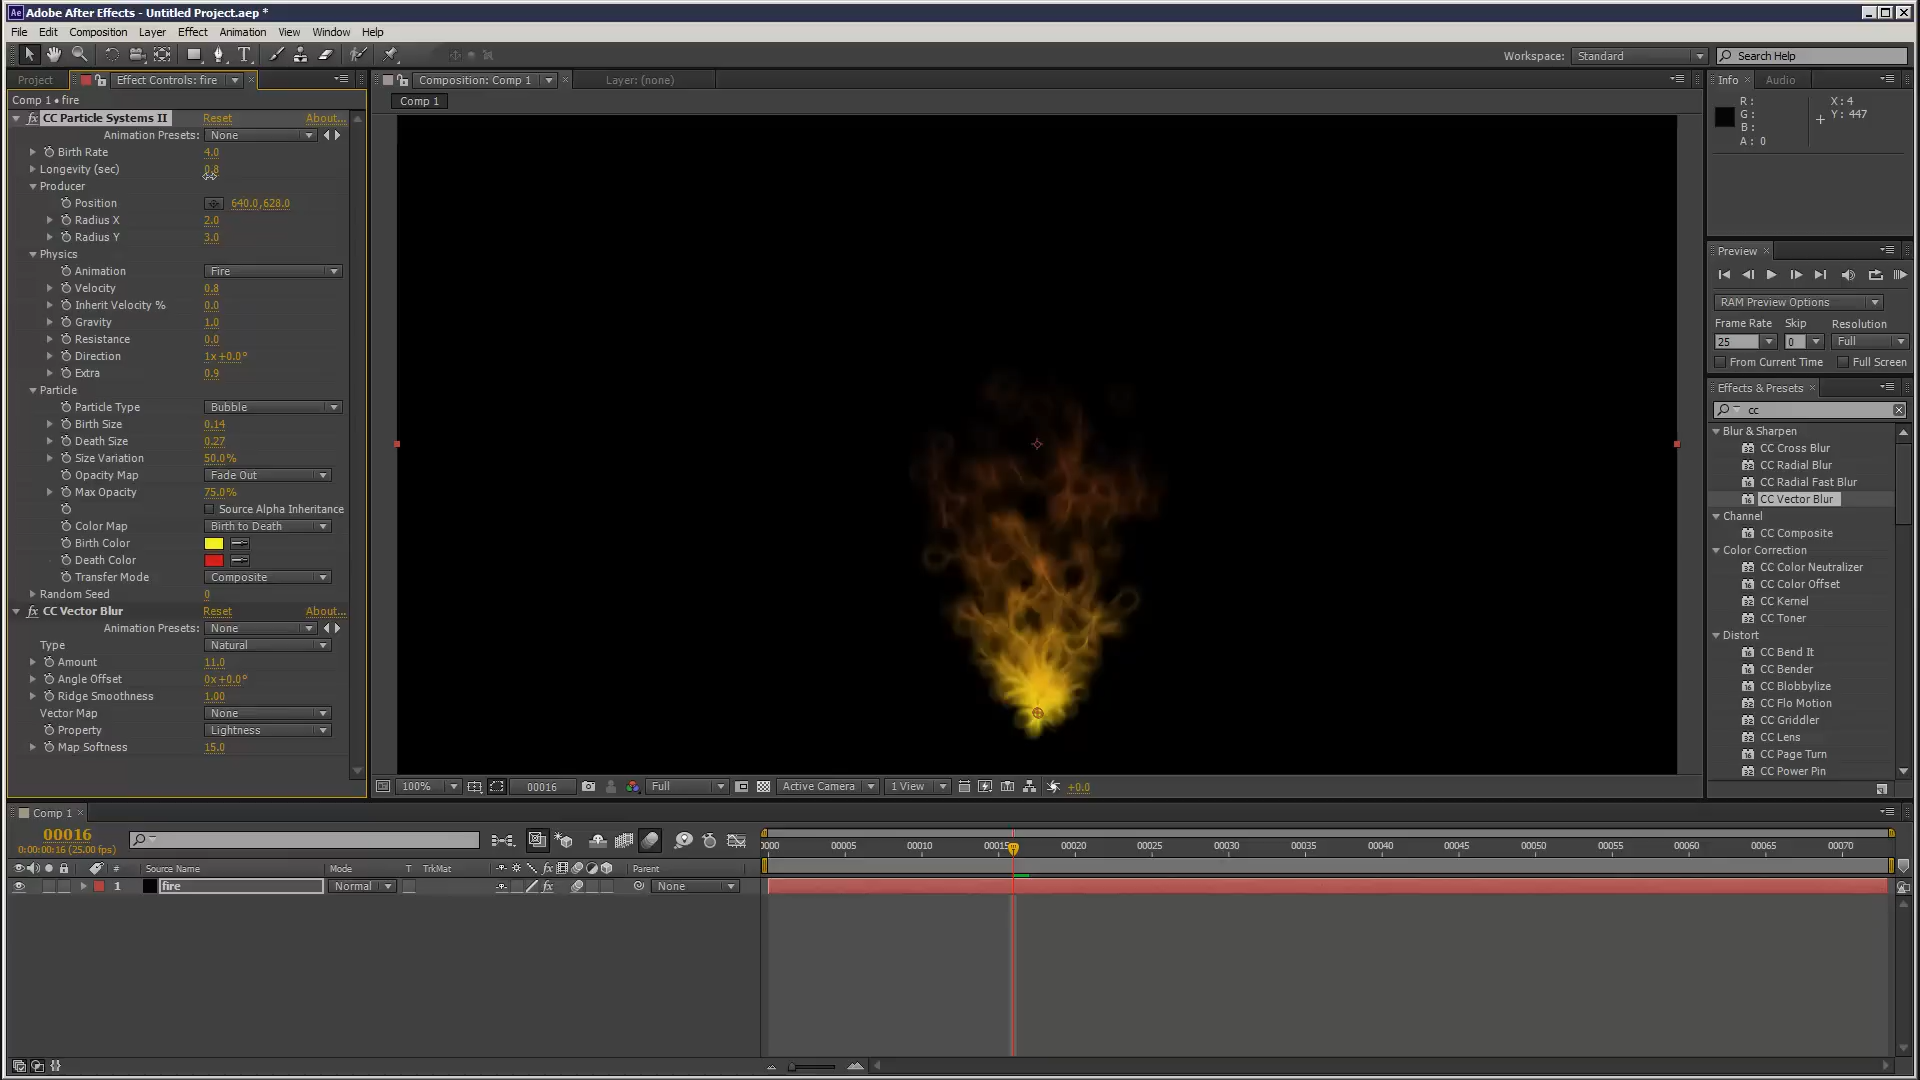 Adobe After Effects - Untitled Project.aep *
File Edit Composition Layer Effect Animation View Window Help
Workspace: Standard
Search Help
Project Effect Controls: fire
Comp 1 • fire
CC Particle Systems II Reset About...
Animation Presets: None
Birth Rate 4.0
Longevity (sec) 0.8
Producer
Position 640.0,628.0
Radius X 2.0
Radius Y 3.0
Physics
Animation Fire
Velocity 0.8
Inherit Velocity % 0.0
Gravity 1.0
Resistance 0.0
Direction 1x+0.0°
Extra 0.9
Particle
Particle Type Bubble
Birth Size 0.14
Death Size 0.27
Size Variation 50.0%
Opacity Map Fade Out
Max Opacity 75.0%
Source Alpha Inheritance
Color Map Birth to Death
Birth Color
Death Color
Transfer Mode Composite
Random Seed 0
CC Vector Blur Reset About...
Animation Presets: None
Type Natural
Amount 11.0
Angle Offset 0x+0.0°
Ridge Smoothness 1.00
Vector Map None
Property Lightness
Map Softness 15.0
Composition: Comp 1 Layer: (none)
Comp 1
100% 00016 Full Active Camera 1 View +0.0
Info Audio
R: X: 4
G: Y: 447
B:
A: 0
Preview
RAM Preview Options
Frame Rate Skip Resolution
25 0 Full
From Current Time Full Screen
Effects & Presets
cc
Blur & Sharpen
CC Cross Blur
CC Radial Blur
CC Radial Fast Blur
CC Vector Blur
Channel
CC Composite
Color Correction
CC Color Neutralizer
CC Color Offset
CC Kernel
CC Toner
Distort
CC Bend It
CC Bender
CC Blobbylize
CC Flo Motion
CC Griddler
CC Lens
CC Page Turn
CC Power Pin
Comp 1
00016
0:00:00:16 (25.00 fps)
# Source Name Mode T TrkMat Parent
1 fire Normal None
0000 00005 00010 00015 00020 00025 00030 00035 00040 00045 00050 00055 00060 00065 00070